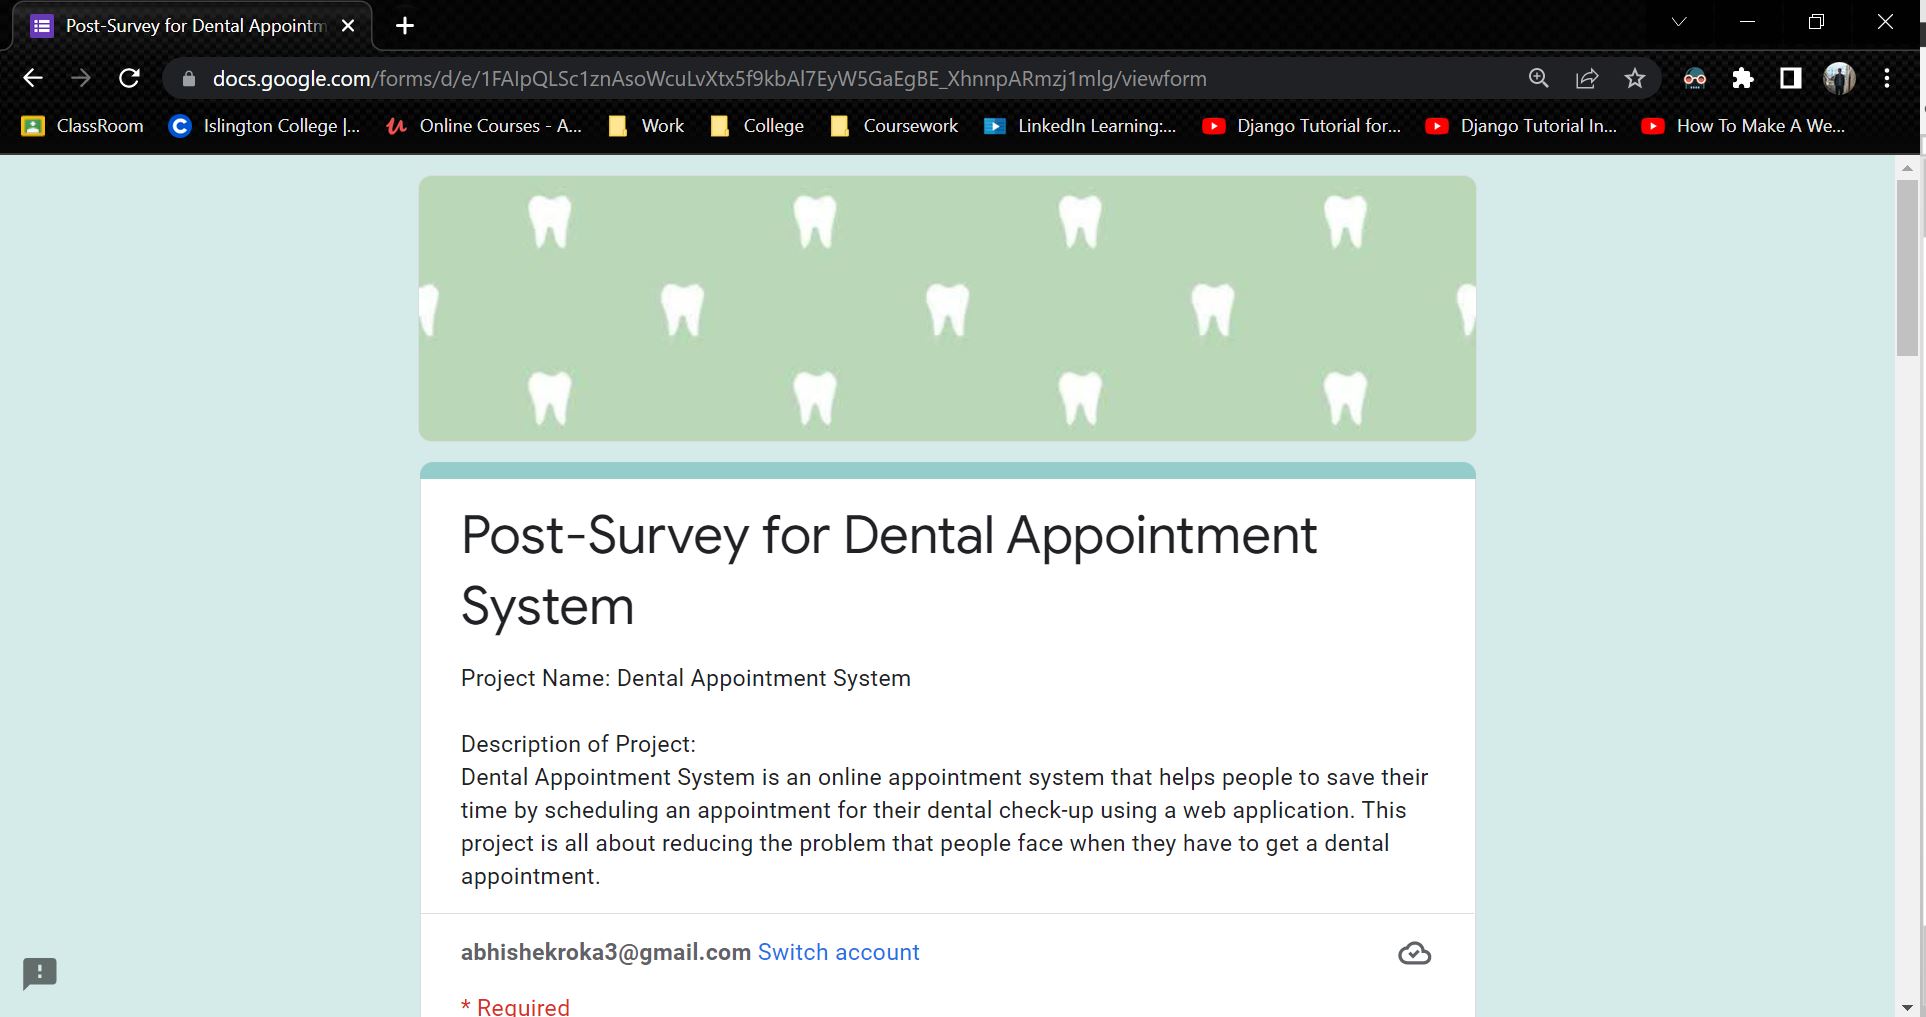 Post-Survey for Dental Appointm
docs.google.com/forms/d/e/1FAIpQLSc1znAsoWcuLvXtx5f9kbAl7EyW5GaEgBE_XhnnpARmzj1mlg/viewform
ClassRoom
Islington College |...
Online Courses - A...
Work
College
Coursework
LinkedIn Learning:...
Django Tutorial for...
Django Tutorial In...
How To Make A We...
Post-Survey for Dental Appointment
System
Project Name: Dental Appointment System
Description of Project:
Dental Appointment System is an online appointment system that helps people to save their
time by scheduling an appointment for their dental check-up using a web application. This
project is all about reducing the problem that people face when they have to get a dental
appointment.
abhishekroka3@gmail.com Switch account
* Required